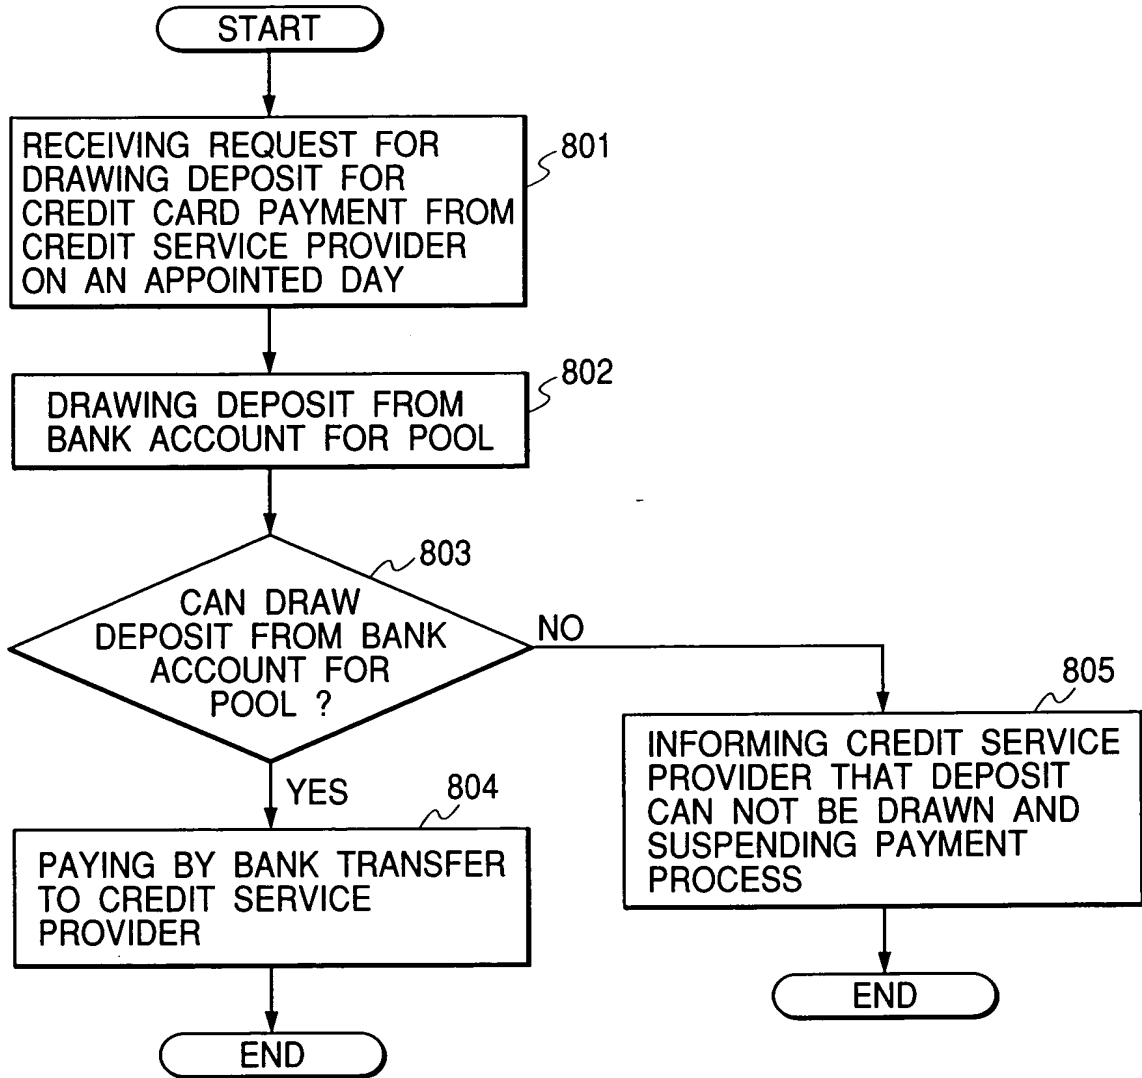 START
RECEIVING REQUEST FOR
DRAWING DEPOSIT FOR
CREDIT CARD PAYMENT FROM
CREDIT SERVICE PROVIDER
ON AN APPOINTED DAY
801
DRAWING DEPOSIT FROM
BANK ACCOUNT FOR POOL
802
CAN DRAW
DEPOSIT FROM BANK
ACCOUNT FOR
POOL ?
803
NO
YES
PAYING BY BANK TRANSFER
TO CREDIT SERVICE
PROVIDER
804
END
INFORMING CREDIT SERVICE
PROVIDER THAT DEPOSIT
CAN NOT BE DRAWN AND
SUSPENDING PAYMENT
PROCESS
805
END